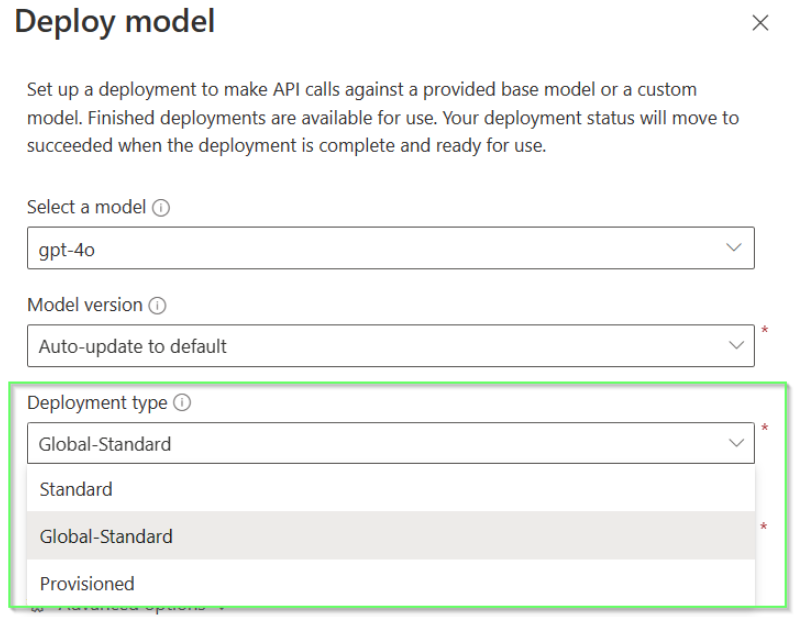 Deploy model
Set up a deployment to make API calls against a provided base model or a custom
model. Finished deployments are available for use. Your deployment status will move to
succeeded when the deployment is complete and ready for use.
Select a model
gpt-4o
Model version
Auto-update to default
*
Deployment type
Global-Standard
*
Standard
Global-Standard
*
Provisioned
Advanced options